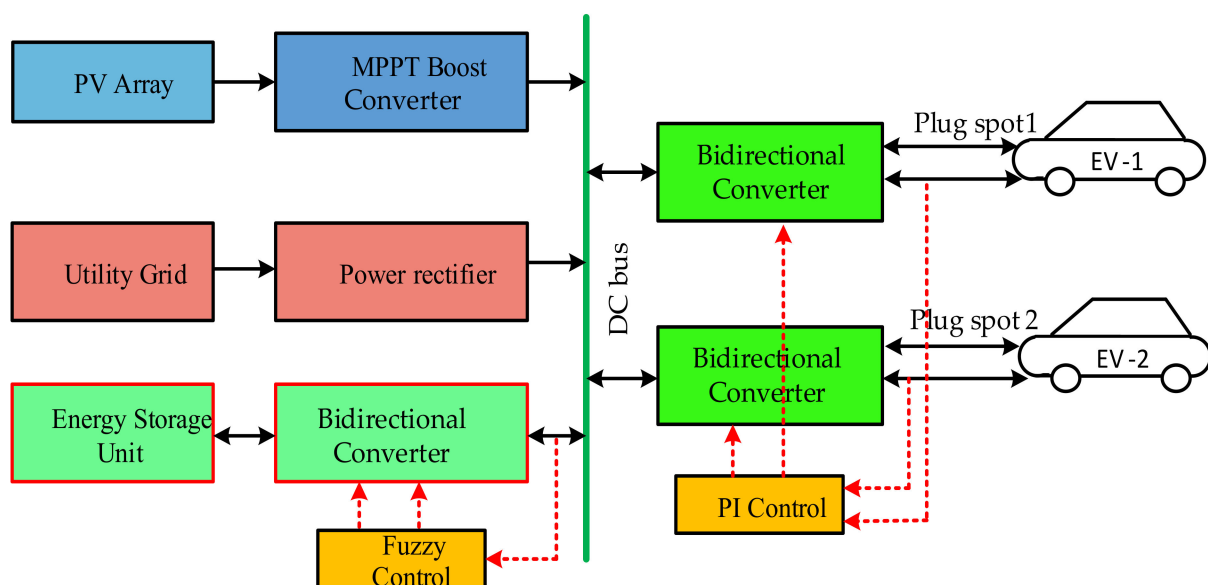 PV Array
MPPT Boost
Converter
Utility Grid
Power rectifier
Energy Storage
Unit
Bidirectional
Converter
Fuzzy
Control
DC bus
Bidirectional
Converter
Plug spot1
EV-1
Bidirectional
Converter
Plug spot 2
EV-2
PI Control